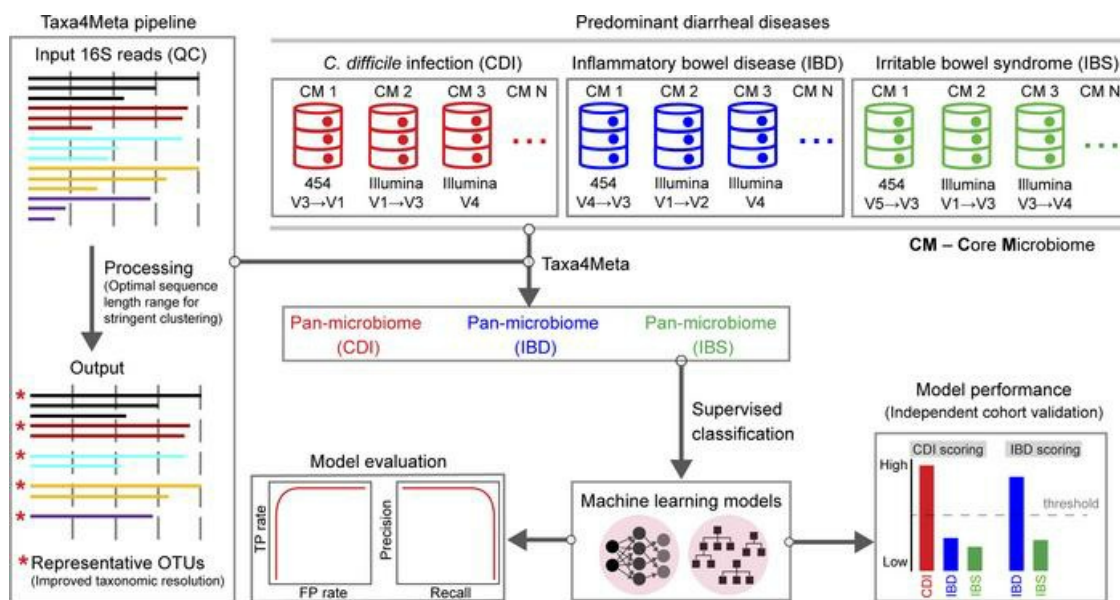 Taxa4Meta pipeline
Input 16S reads (QC)
Processing
(Optimal sequence
length range for
stringent clustering)
Output
* Representative OTUs
(Improved taxonomic resolution)
Predominant diarrheal diseases
C. difficile infection (CDI)
CM 1 CM 2 CM 3 CM N
454 Illumina Illumina
V3→V1 V1→V3 V4
Inflammatory bowel disease (IBD)
CM 1 CM 2 CM 3 CM N
454 Illumina Illumina
V4→V3 V1→V2 V4
Irritable bowel syndrome (IBS)
CM 1 CM 2 CM 3 CM N
454 Illumina Illumina
V5→V3 V1→V3 V3→V4
CM – Core Microbiome
Taxa4Meta
Pan-microbiome
(CDI)
Pan-microbiome
(IBD)
Pan-microbiome
(IBS)
Supervised
classification
Model evaluation
TP rate
FP rate
Precision
Recall
Machine learning models
Model performance
(Independent cohort validation)
CDI scoring IBD scoring
High
threshold
Low
CDI
IBD
IBS
IBD
IBS